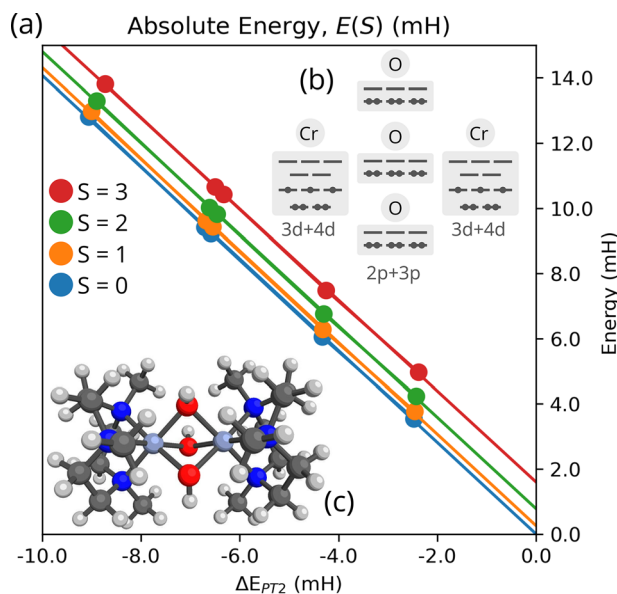 (a)
Absolute Energy, E(S) (mH)
(b)
O
Cr
O
Cr
O
3d+4d
3d+4d
2p+3p
S = 3
S = 2
S = 1
S = 0
14.0
12.0
10.0
8.0
6.0
4.0
2.0
0.0
Energy (mH)
(c)
-10.0 -8.0 -6.0 -4.0 -2.0 0.0
ΔE_PT2 (mH)